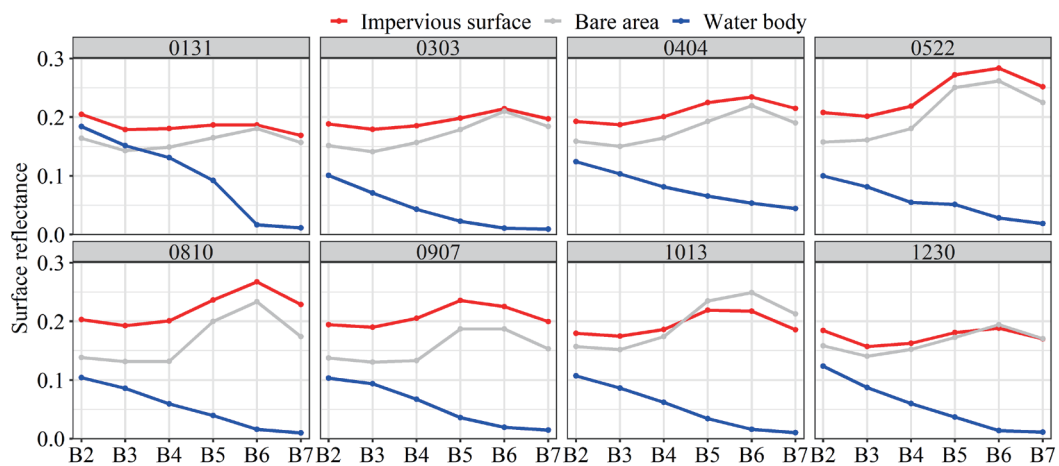 Impervious surface Bare area Water body
0131 0303 0404 0522
0.3
0.2
0.1
0.0
0810 0907 1013 1230
0.3
0.2
0.1
0.0
Surface reflectance
B2 B3 B4 B5 B6 B7 B2 B3 B4 B5 B6 B7 B2 B3 B4 B5 B6 B7 B2 B3 B4 B5 B6 B7